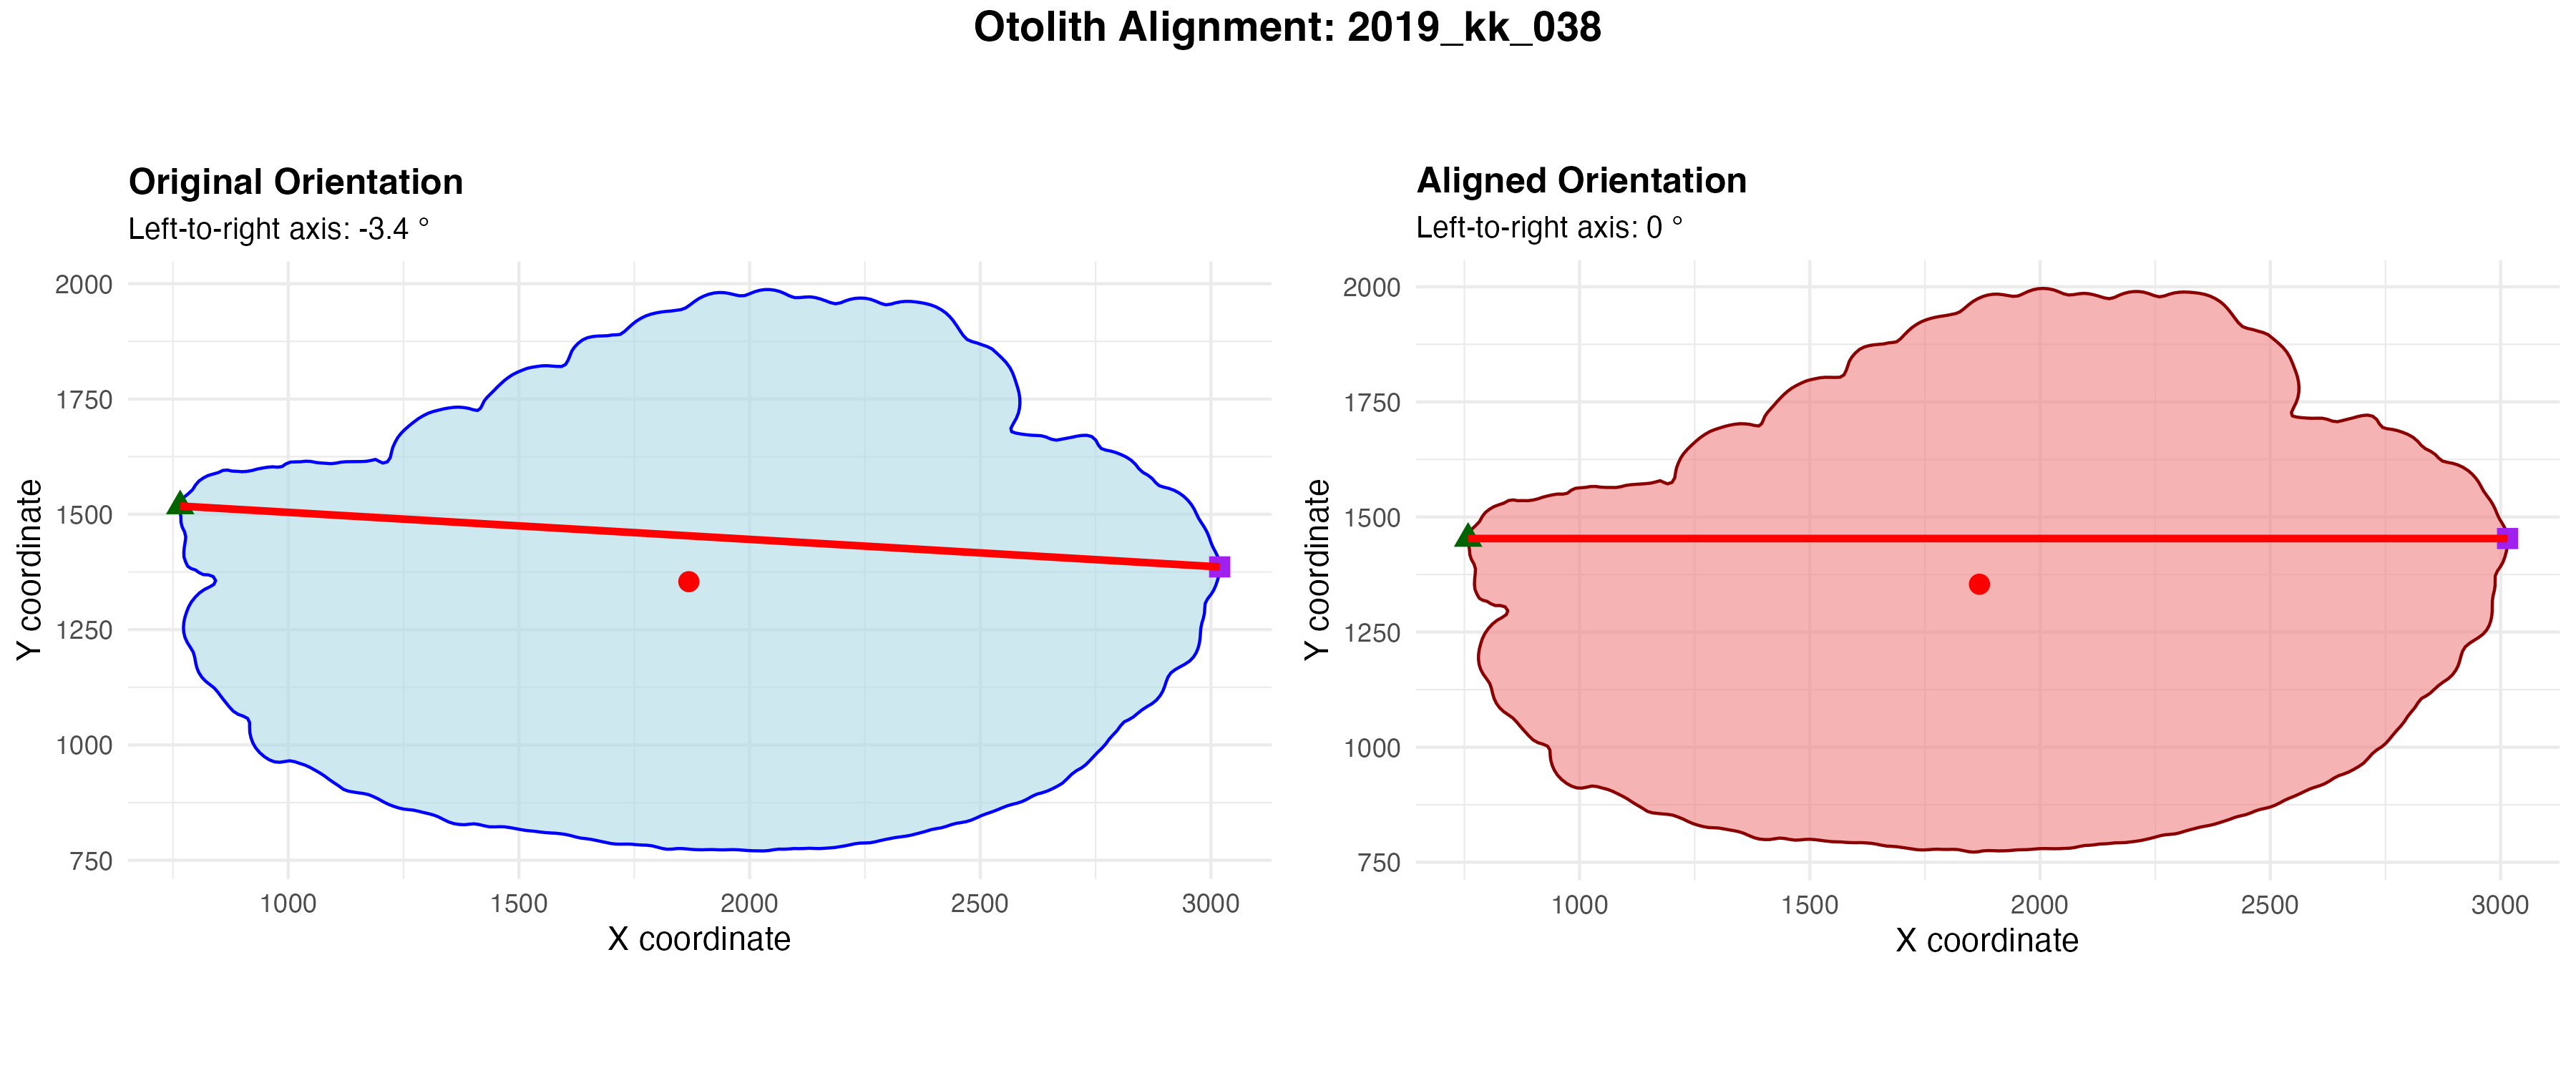 Otolith Alignment: 2019_kk_038
Original Orientation
Left-to-right axis: -3.4 °
Y coordinate
2000
1750
1500
1250
1000
750
1000 1500 2000 2500 3000
X coordinate
Aligned Orientation
Left-to-right axis: 0 °
Y coordinate
2000
1750
1500
1250
1000
750
1000 1500 2000 2500 3000
X coordinate